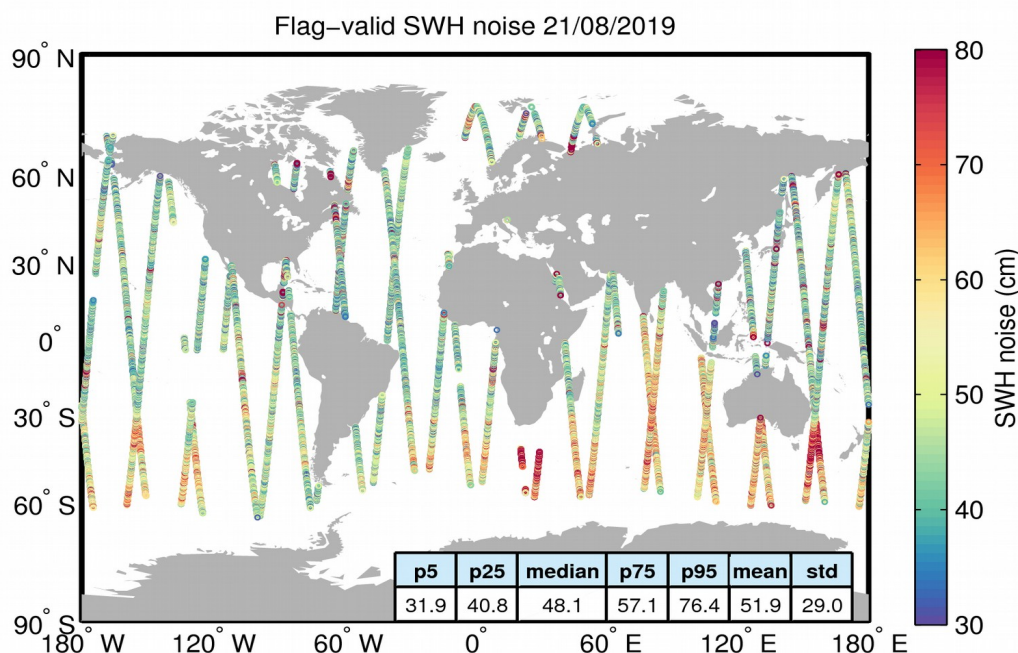 Flag−valid SWH noise 21/08/2019
90° N
60° N
30° N
0°
30° S
60° S
90° S
180° W
120° W
60° W
0°
60° E
120° E
180° E
80
70
60
50
40
30
SWH noise (cm)
p5 p25 median p75 p95 mean std
31.9 40.8 48.1 57.1 76.4 51.9 29.0